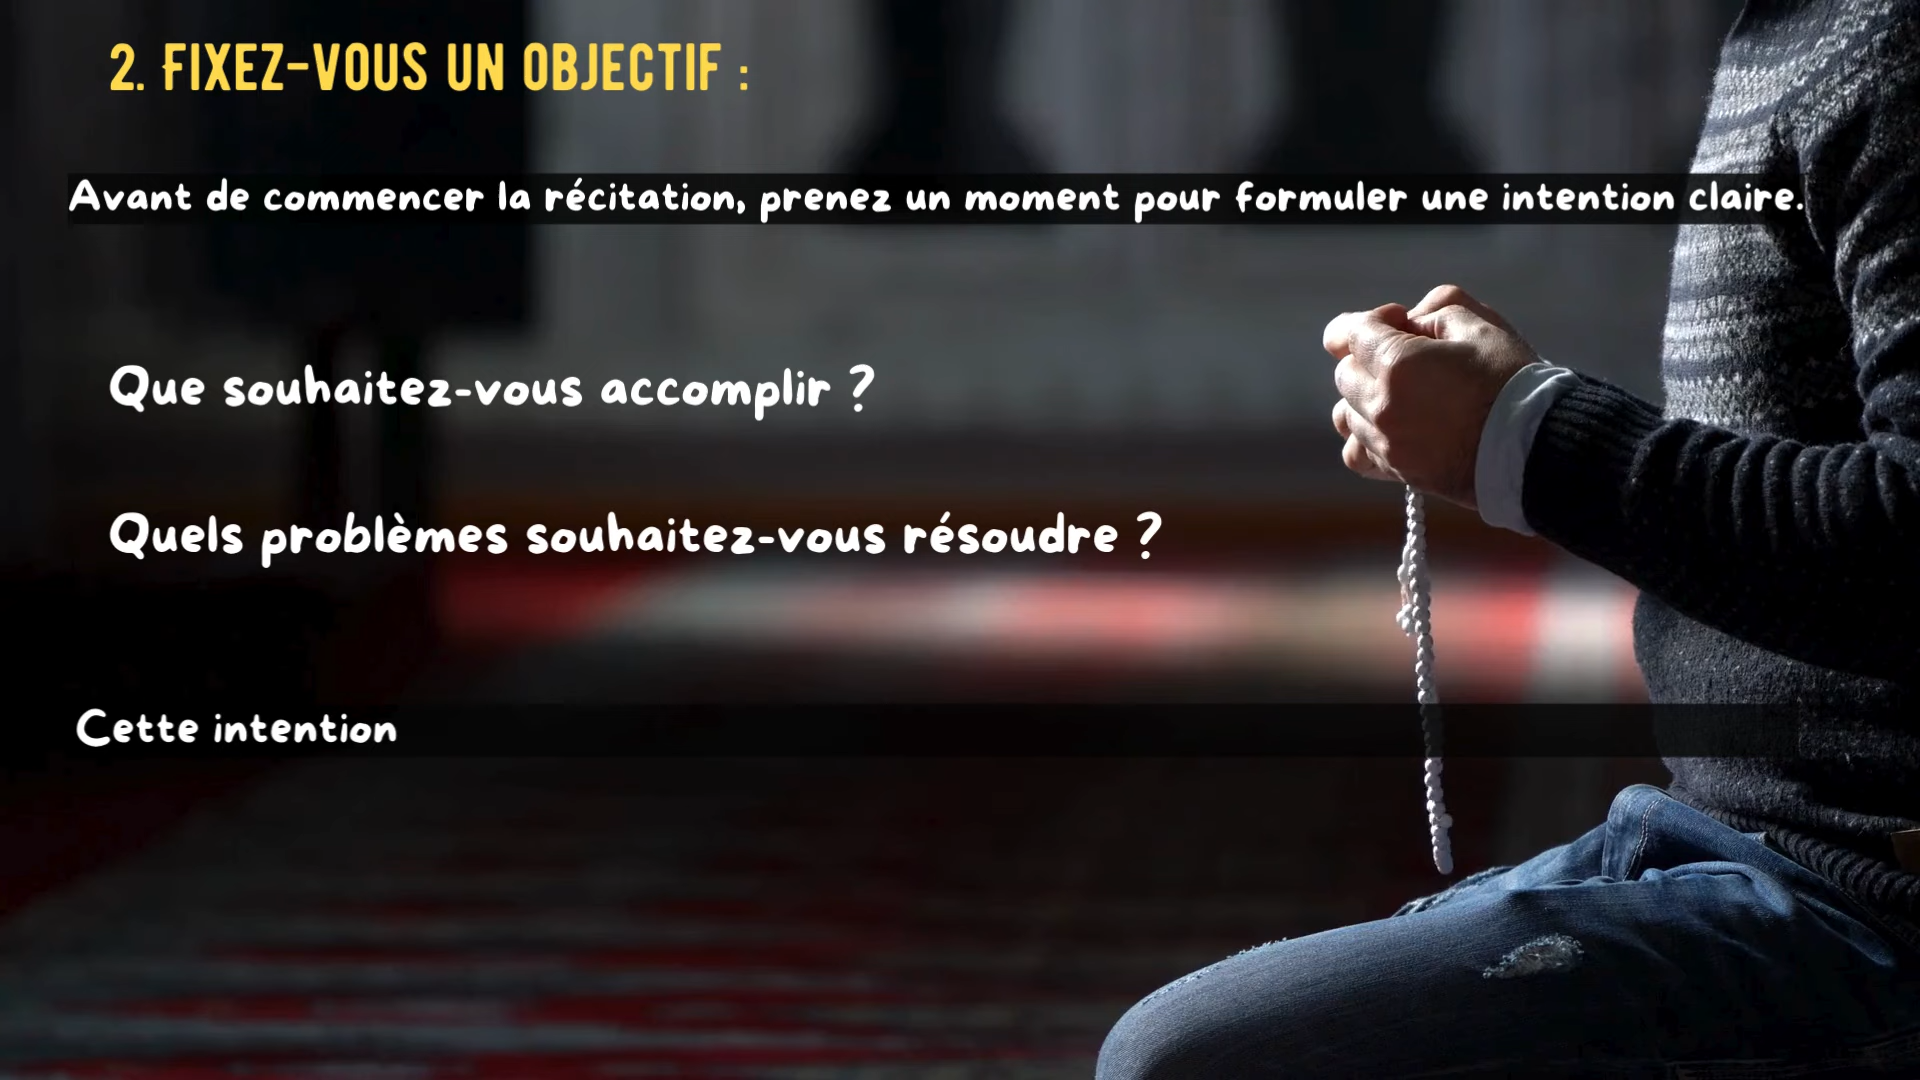 2. FIXEZ-VOUS UN OBJECTIF :
Avant de commencer la récitation, prenez un moment pour formuler une intention claire.
Que souhaitez-vous accomplir ?
Quels problèmes souhaitez-vous résoudre ?
Cette intention